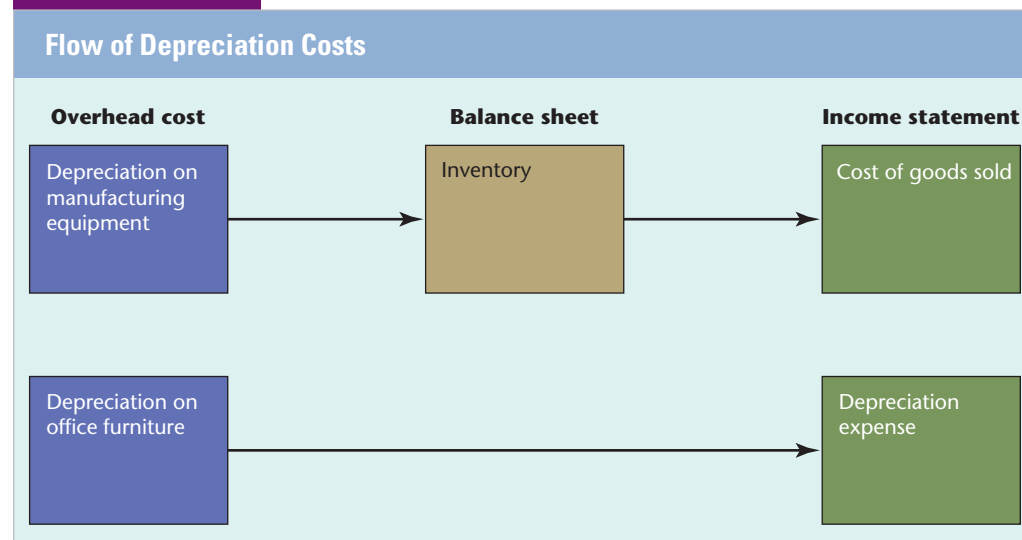 Flow of Depreciation Costs
Overhead cost
Balance sheet
Income statement
Depreciation on
manufacturing
equipment
Inventory
Cost of goods sold
Depreciation on
office furniture
Depreciation
expense